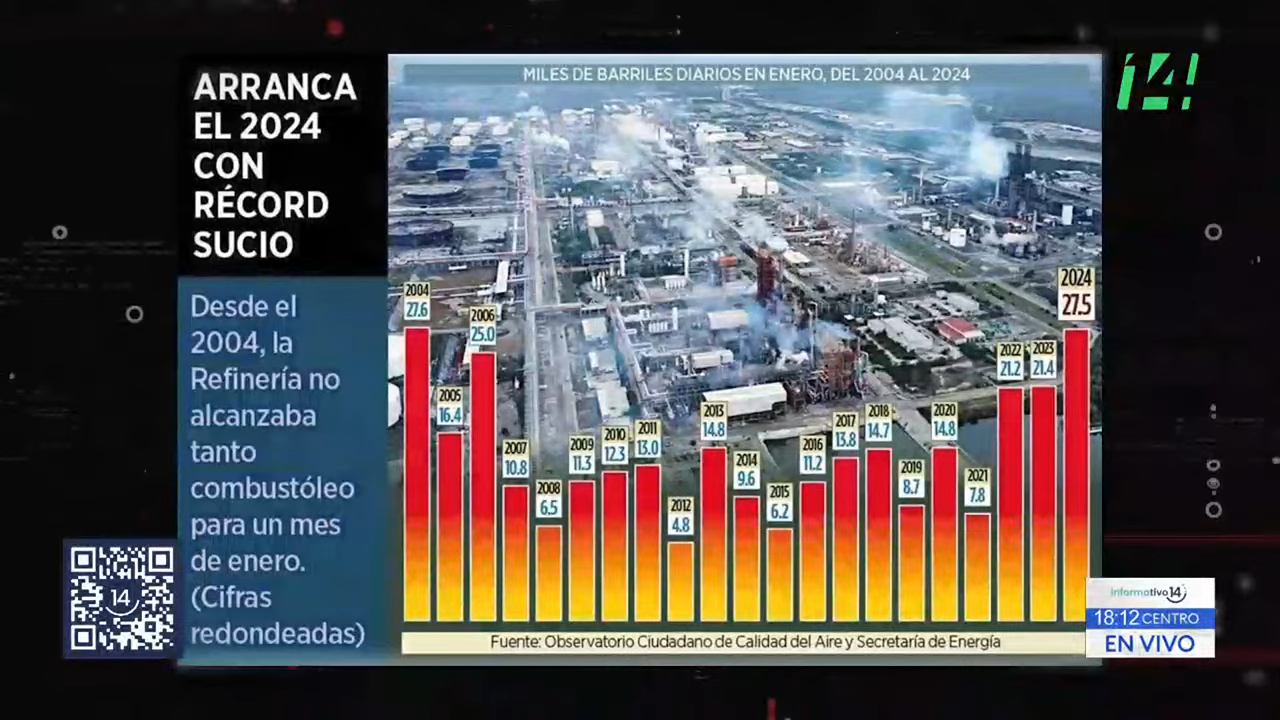 ARRANCA
EL 2024
CON
RÉCORD
SUCIO
Desde el
2004, la
Refinería no
alcanzaba
tanto
combustóleo
para un mes
de enero.
(Cifras
redondeadas)
MILES DE BARRILES DIARIOS EN ENERO, DEL 2004 AL 2024
2004
27.6
2005
16.4
2006
25.0
2007
10.8
2008
6.5
2009
11.3
2010
12.3
2011
13.0
2012
4.8
2013
14.8
2014
9.6
2015
6.2
2016
11.2
2017
13.8
2018
14.7
2019
8.7
2020
14.8
2021
7.8
2022
21.2
2023
21.4
2024
27.5
Fuente: Observatorio Ciudadano de Calidad del Aire y Secretaría de Energía
14!
14
informativo 14
18:12 CENTRO
EN VIVO